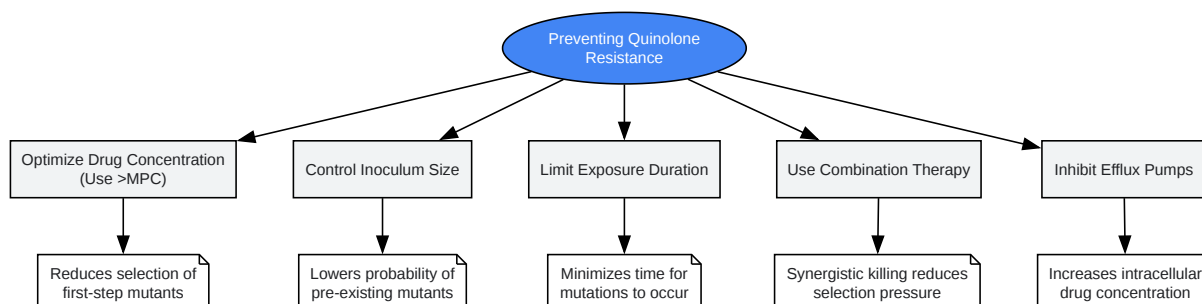 Preventing Quinolone
Resistance
Optimize Drug Concentration
(Use >MPC)
Control Inoculum Size
Limit Exposure Duration
Use Combination Therapy
Inhibit Efflux Pumps
Reduces selection of
first-step mutants
Lowers probability of
pre-existing mutants
Minimizes time for
mutations to occur
Synergistic killing reduces
selection pressure
Increases intracellular
drug concentration